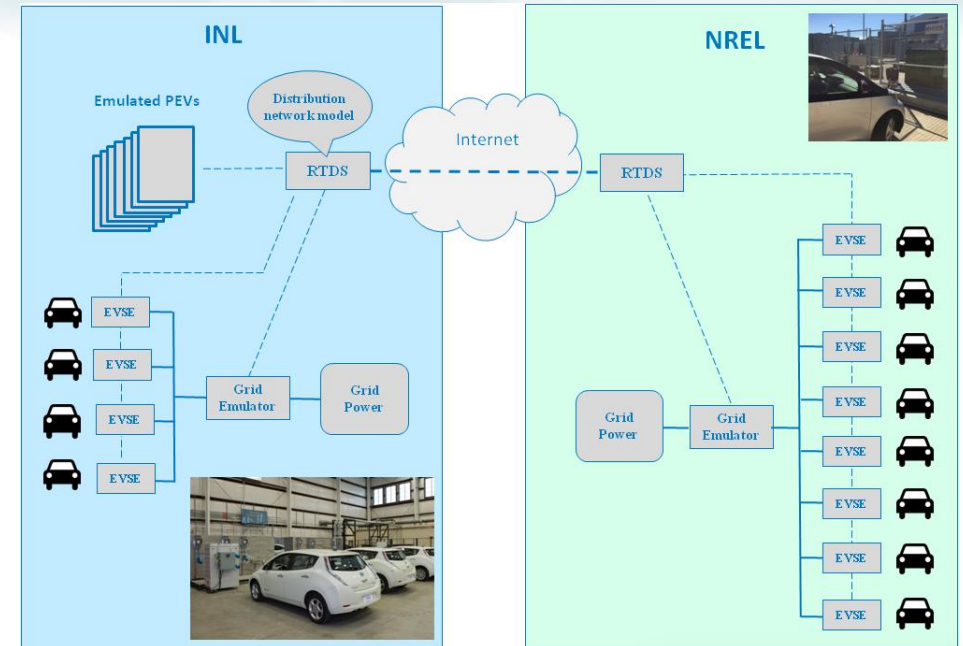 INL
NREL
Emulated PEVs
Distribution
network model
RTDS
Internet
RTDS
EVSE
EVSE
EVSE
EVSE
Grid
Emulator
Grid
Power
Grid
Power
Grid
Emulator
EVSE
EVSE
EVSE
EVSE
EVSE
EVSE
EVSE
EVSE